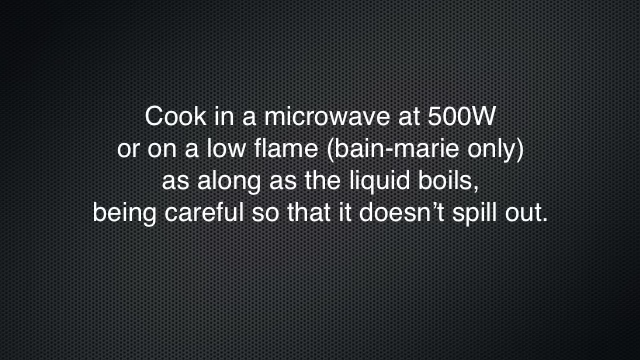 Cook in a microwave at 500W
or on a low flame (bain-marie only)
as along as the liquid boils,
being careful so that it doesn’t spill out.